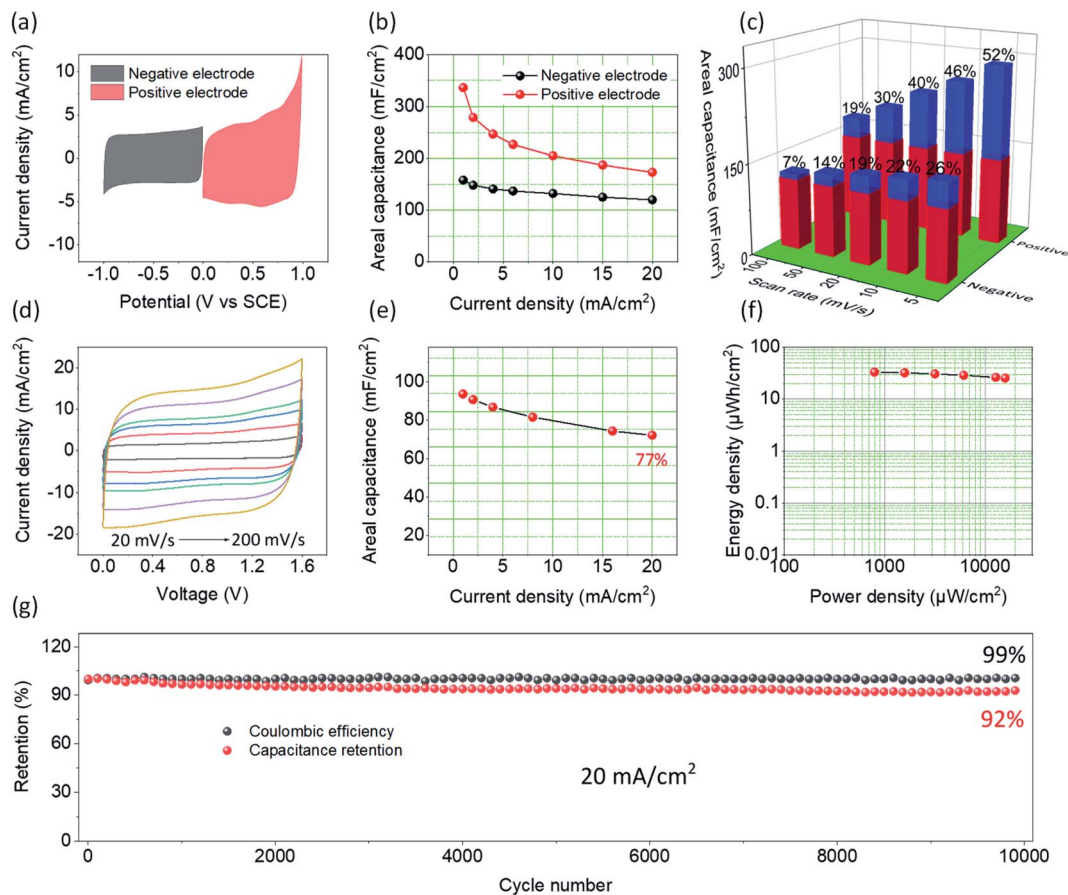 (a)
Current density (mA/cm²)
10
5
0
-5
-10
Negative electrode
Positive electrode
-1.0
-0.5
0.0
0.5
1.0
Potential (V vs SCE)
(b)
Areal capacitance (mF/cm²)
400
300
200
100
0
Negative electrode
Positive electrode
0
5
10
15
20
Current density (mA/cm²)
(c)
Areal capacitance (mF/cm²)
300
150
0
19%
30%
40%
46%
52%
7%
14%
19%
22%
26%
100
50
20
10
5
Scan rate (mV/s)
Positive
Negative
(d)
Current density (mA/cm²)
20
10
0
-10
-20
20 mV/s → 200 mV/s
0.0
0.4
0.8
1.2
1.6
Voltage (V)
(e)
Areal capacitance (mF/cm²)
100
80
60
40
20
77%
0
5
10
15
20
Current density (mA/cm²)
(f)
Energy density (µWh/cm²)
100
10
1
0.1
0.01
100
1000
10000
Power density (µW/cm²)
(g)
Retention (%)
120
90
60
30
0
99%
92%
Coulombic efficiency
Capacitance retention
20 mA/cm²
0
2000
4000
6000
8000
10000
Cycle number